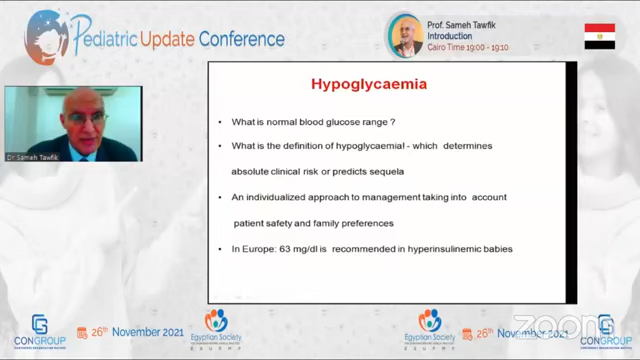 Pediatric Update Conference
Prof. Sameh Tawfik
Introduction
Cairo Time 19:00 - 19:10
Dr Sameh Tawfik
Hypoglycaemia
• What is normal blood glucose range ?
• What is the definition of hypoglycaemia! - which determines
absolute clinical risk or predicts sequela
• An individualized approach to management taking into account
patient safety and family preferences
• In Europe: 63 mg/dl is recommended in hyperinsulinemic babies
CONGROUP
26th November 2021
Egyptian Society
Egyptian Society
26th November 2021
CONGROUP
zoom